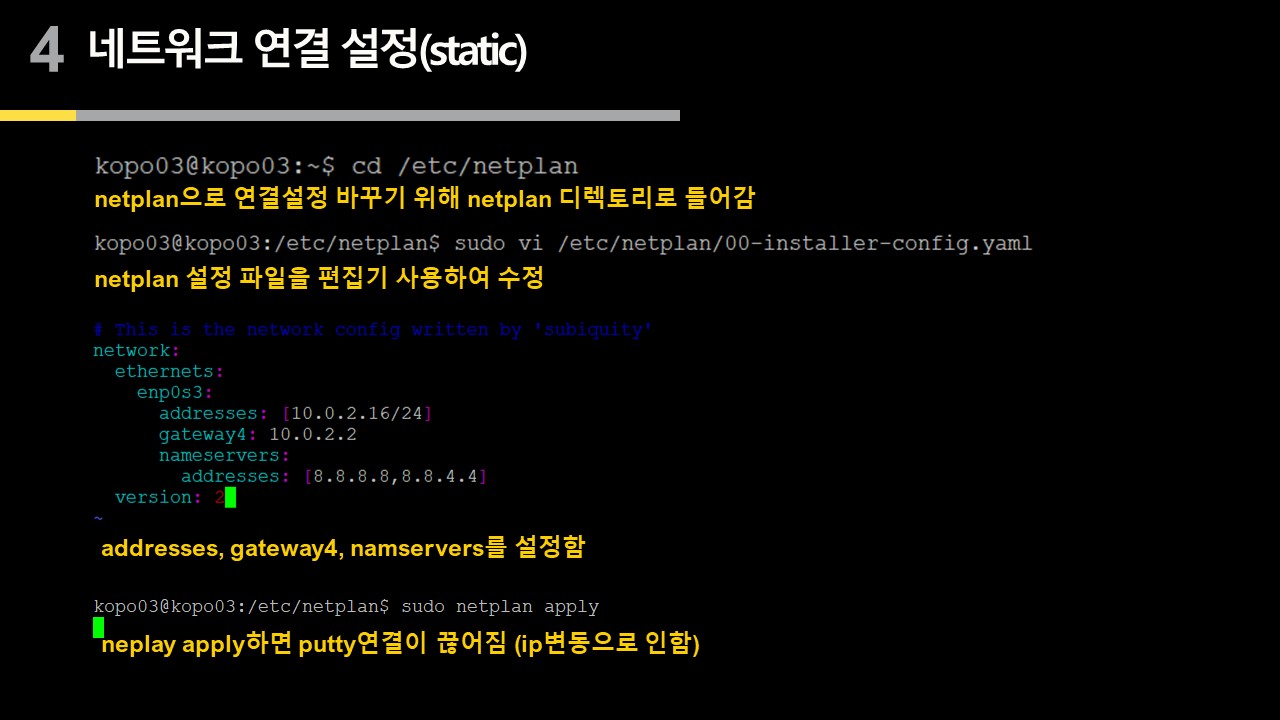 4 네트워크 연결 설정(static)
kopo03@kopo03:~$ cd /etc/netplan
netplan으로 연결설정 바꾸기 위해 netplan 디렉토리로 들어감
kopo03@kopo03:/etc/netplan$ sudo vi /etc/netplan/00-installer-config.yaml
netplan 설정 파일을 편집기 사용하여 수정
# This is the network config written by 'subiquity'
network:
  ethernets:
    enp0s3:
      addresses: [10.0.2.16/24]
      gateway4: 10.0.2.2
      nameservers:
        addresses: [8.8.8.8,8.8.4.4]
  version: 2
~
addresses, gateway4, namservers를 설정함
kopo03@kopo03:/etc/netplan$ sudo netplan apply
neplay apply하면 putty연결이 끊어짐 (ip변동으로 인함)